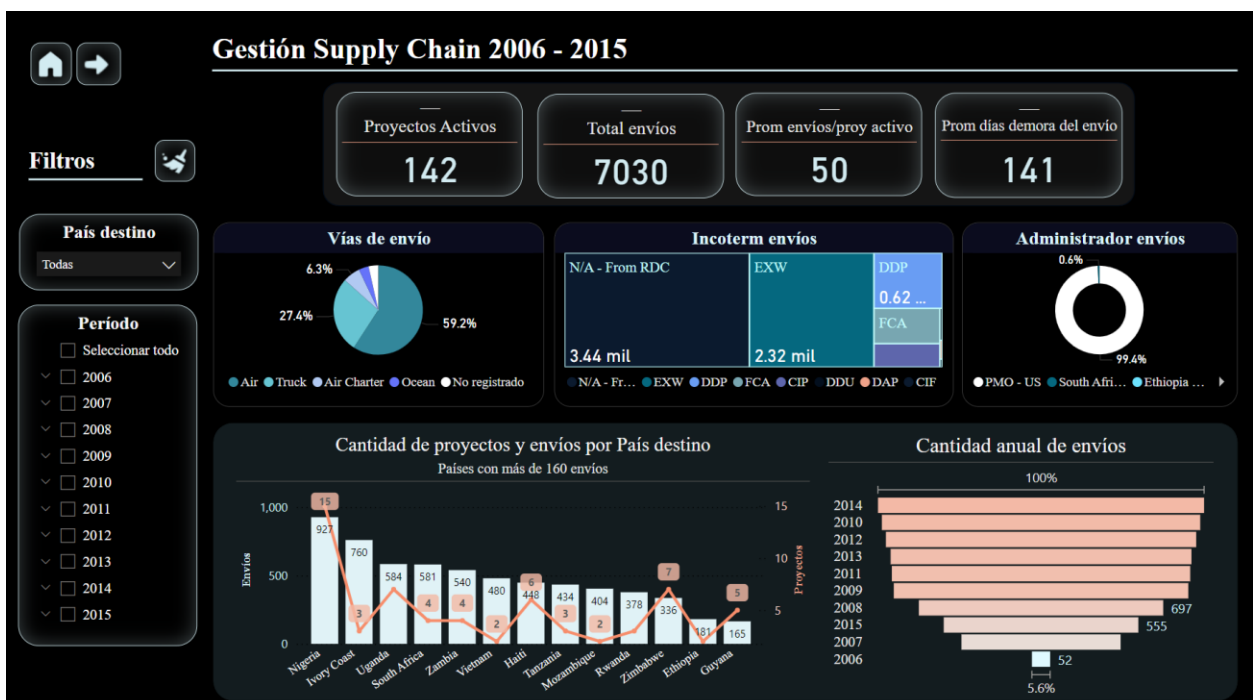 Gestión Supply Chain 2006 - 2015
Proyectos Activos
142
Total envíos
7030
Prom envíos/proy activo
50
Prom días demora del envío
141
Filtros
País destino
Todas
Período
Seleccionar todo
2006
2007
2008
2009
2010
2011
2012
2013
2014
2015
Vías de envío
6.3%
27.4%
59.2%
Air Truck Air Charter Ocean No registrado
Incoterm envíos
N/A - From RDC
3.44 mil
EXW
2.32 mil
DDP
0.62 ...
FCA
N/A - Fr... EXW DDP FCA CIP DDU DAP CIF
Administrador envíos
0.6%
99.4%
PMO - US South Afri... Ethiopia ...
Cantidad de proyectos y envíos por País destino
Países con más de 160 envíos
Envíos
1,000
500
0
927
760
584
581
540
480
448
434
404
378
336
181
165
15
3
4
4
2
6
3
2
7
5
15
10
5
Proyectos
Nigeria
Ivory Coast
Uganda
South Africa
Zambia
Vietnam
Haiti
Tanzania
Mozambique
Rwanda
Zimbabwe
Ethiopia
Guyana
Cantidad anual de envíos
100%
2014
2010
2012
2013
2011
2009
2008 697
2015 555
2007
2006 52
5.6%